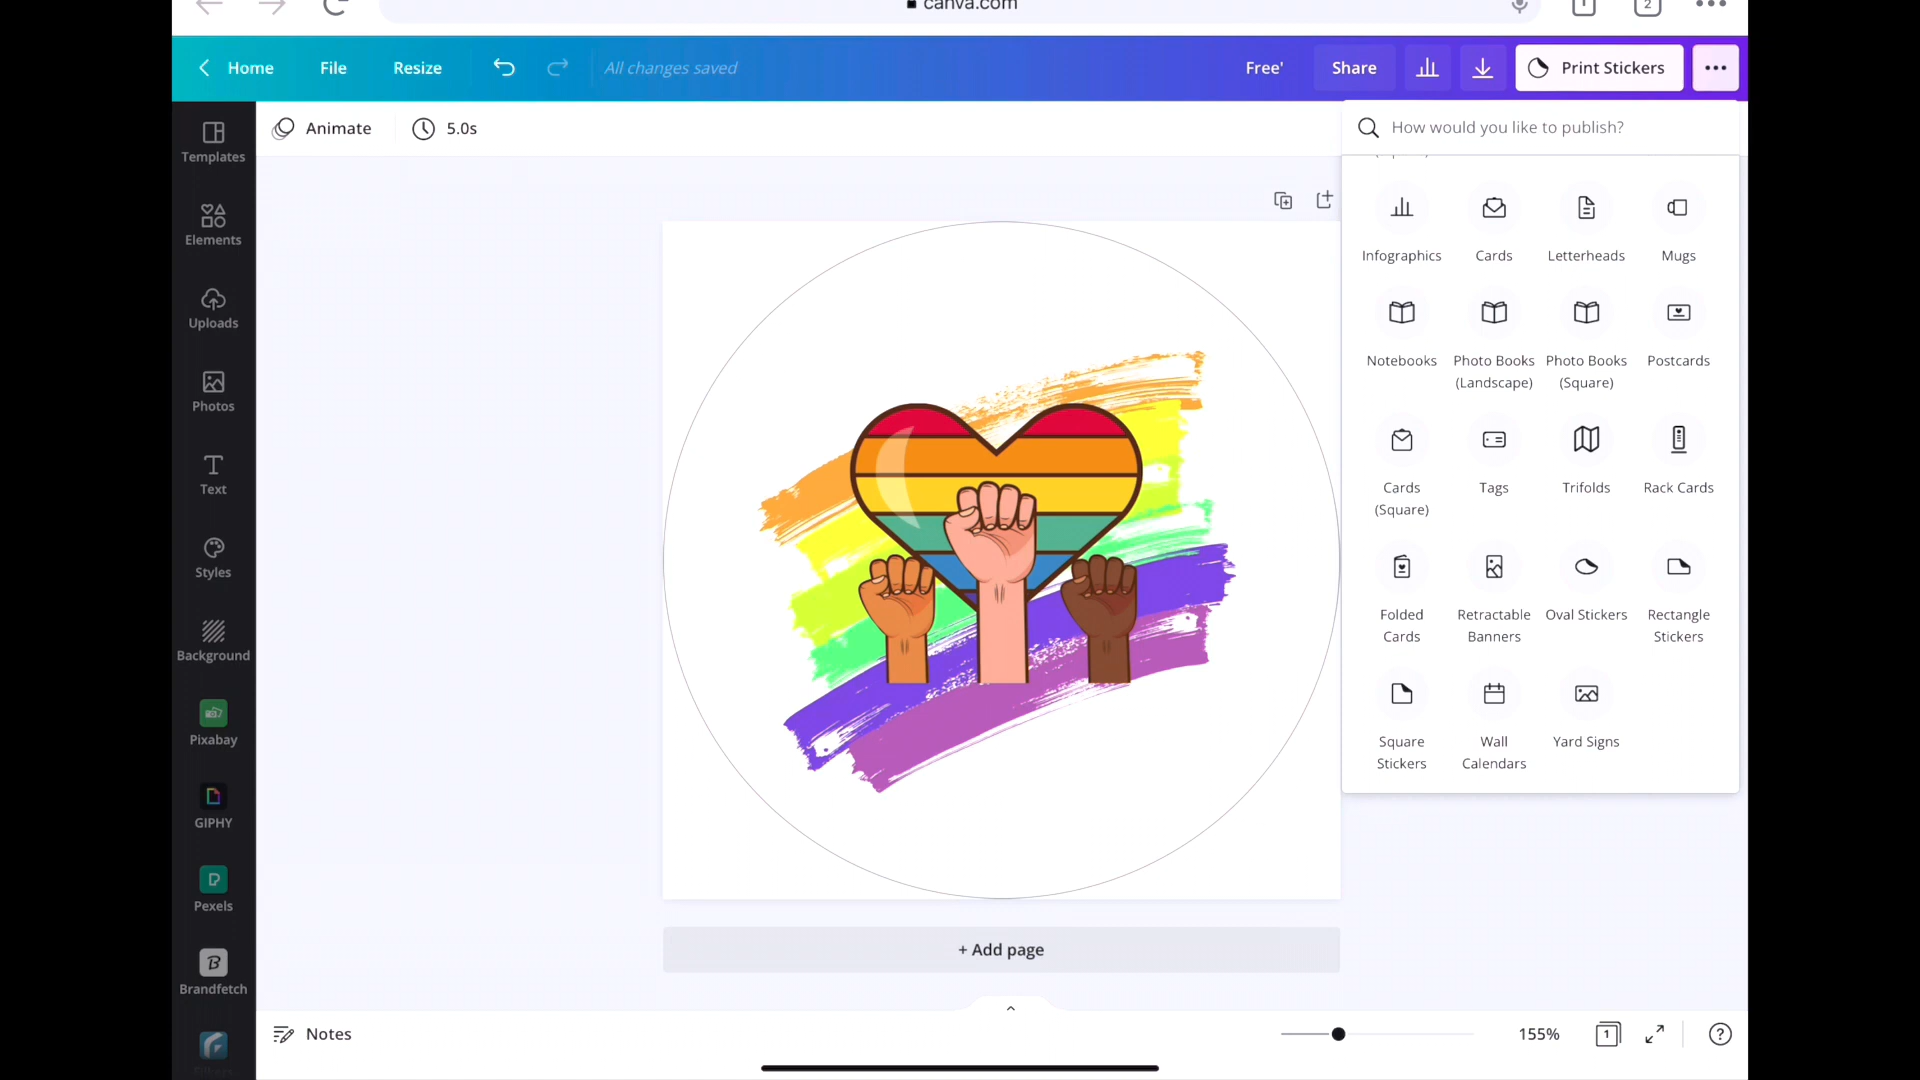 canva.com
2
Home
File
Resize
All changes saved
Free'
Share
Print Stickers
Animate
5.0s
How would you like to publish?
Templates
Elements
Uploads
Photos
Text
Styles
Background
Pixabay
GIPHY
Pexels
Brandfetch
Infographics
Cards
Letterheads
Mugs
Notebooks
Photo Books
(Landscape)
Photo Books
(Square)
Postcards
Cards
(Square)
Tags
Trifolds
Rack Cards
Folded
Cards
Retractable
Banners
Oval Stickers
Rectangle
Stickers
Square
Stickers
Wall
Calendars
Yard Signs
+ Add page
Notes
155%
1
?